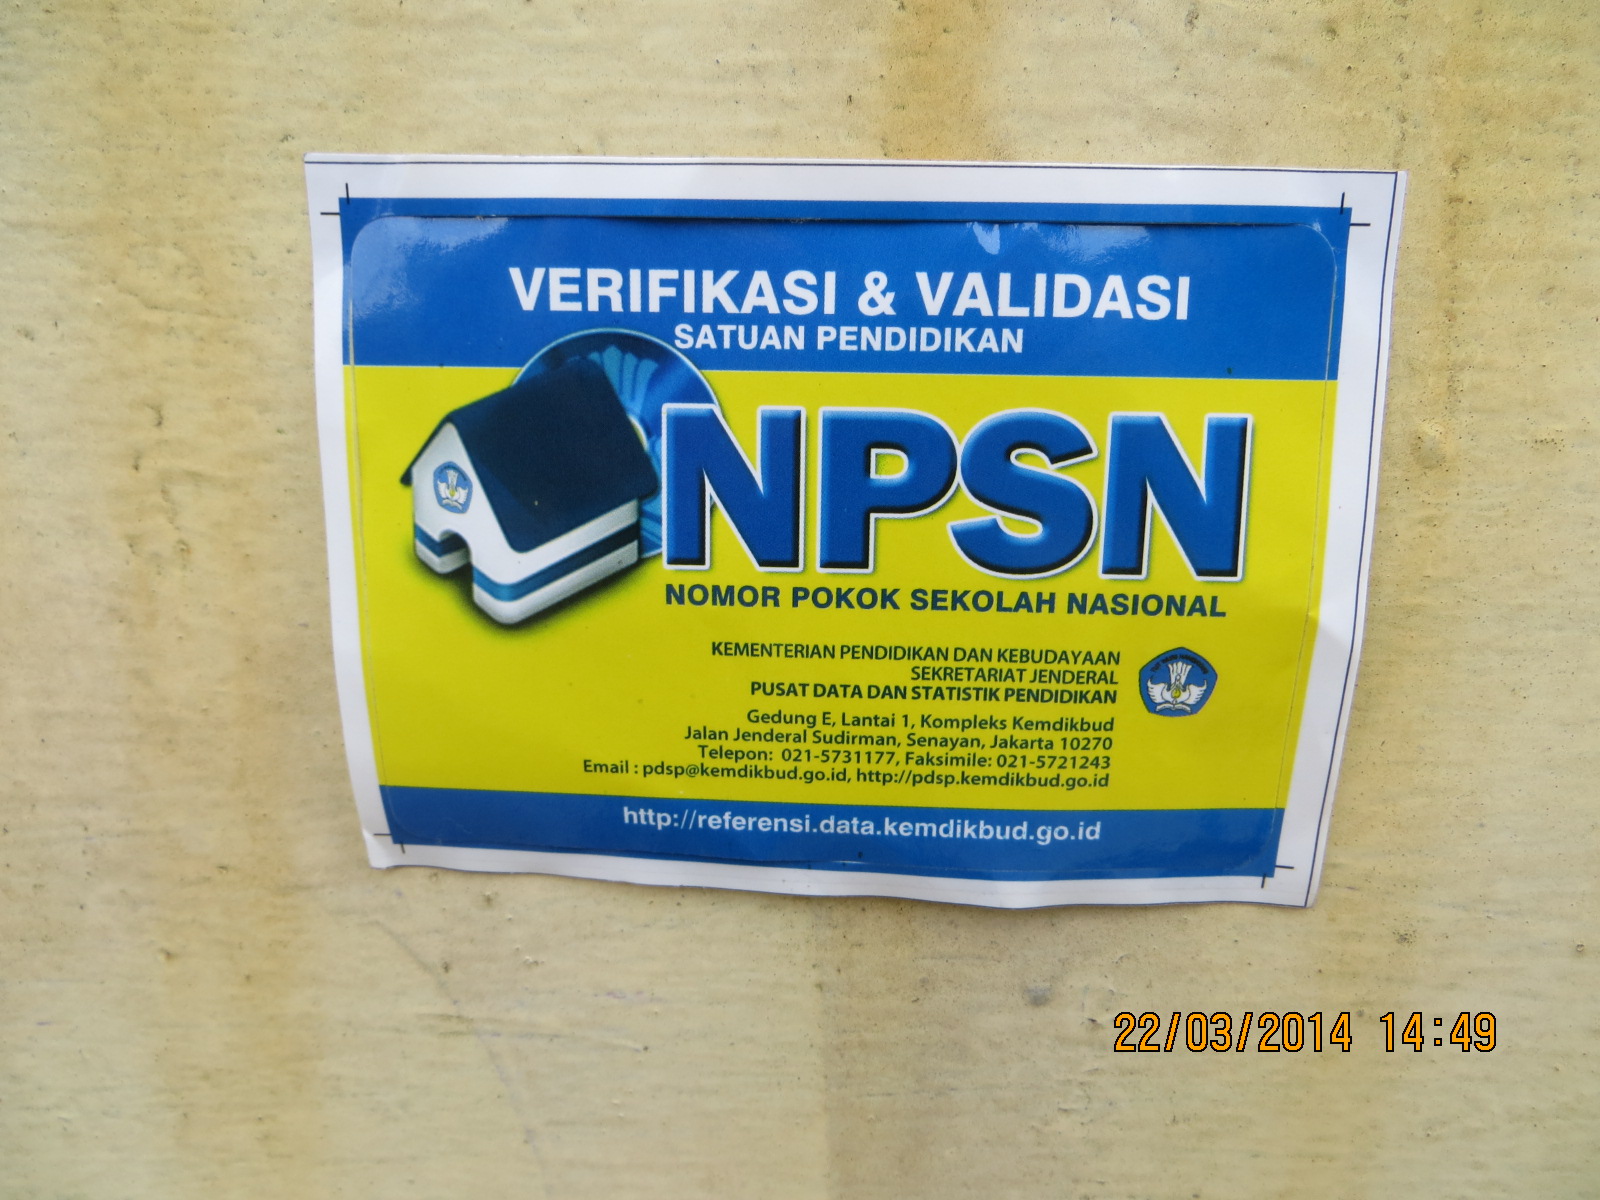 VERIFIKASI & VALIDASI
SATUAN PENDIDIKAN
NPSN
NOMOR POKOK SEKOLAH NASIONAL
KEMENTERIAN PENDIDIKAN DAN KEBUDAYAAN
SEKRETARIAT JENDERAL
PUSAT DATA DAN STATISTIK PENDIDIKAN
Gedung E, Lantai 1, Kompleks Kemdikbud
Jalan Jenderal Sudirman, Senayan, Jakarta 10270
Telepon: 021-5731177, Faksimile: 021-5721243
Email : pdsp@kemdikbud.go.id, http://pdsp.kemdikbud.go.id
http://referensi.data.kemdikbud.go.id
22/03/2014 14:49